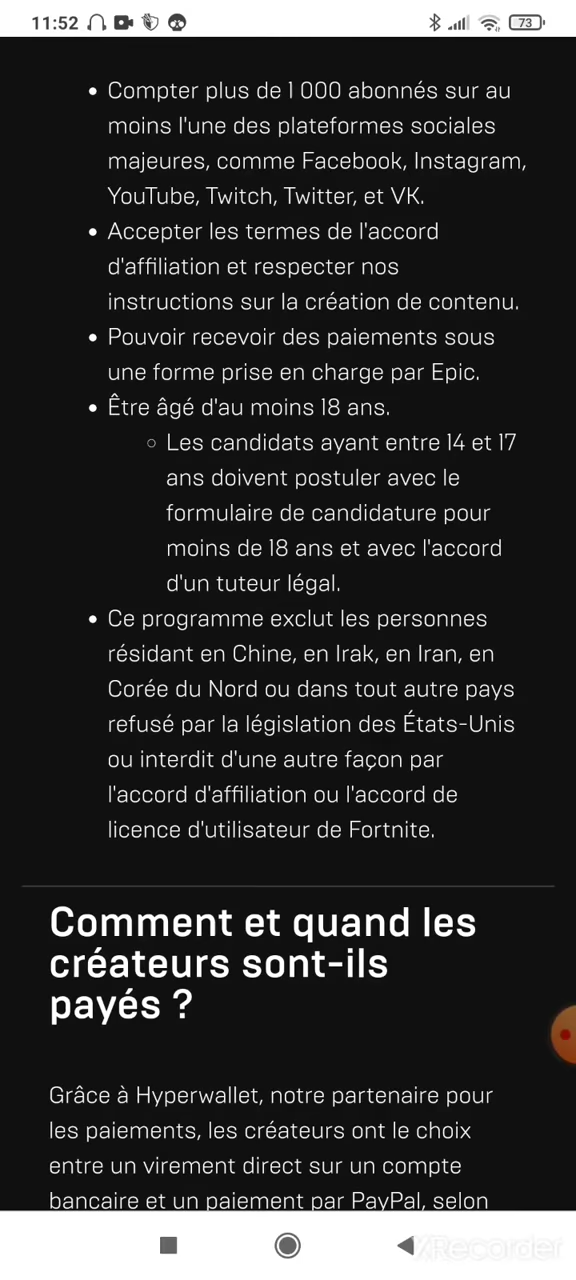 11:52
73
• Compter plus de 1 000 abonnés sur au
moins l'une des plateformes sociales
majeures, comme Facebook, Instagram,
YouTube, Twitch, Twitter, et VK.
• Accepter les termes de l'accord
d'affiliation et respecter nos
instructions sur la création de contenu.
• Pouvoir recevoir des paiements sous
une forme prise en charge par Epic.
• Être âgé d'au moins 18 ans.
○ Les candidats ayant entre 14 et 17
ans doivent postuler avec le
formulaire de candidature pour
moins de 18 ans et avec l'accord
d'un tuteur légal.
• Ce programme exclut les personnes
résidant en Chine, en Irak, en Iran, en
Corée du Nord ou dans tout autre pays
refusé par la législation des États-Unis
ou interdit d'une autre façon par
l'accord d'affiliation ou l'accord de
licence d'utilisateur de Fortnite.
Comment et quand les
créateurs sont-ils
payés ?
Grâce à Hyperwallet, notre partenaire pour
les paiements, les créateurs ont le choix
entre un virement direct sur un compte
bancaire et un paiement par PayPal, selon
XRecorder